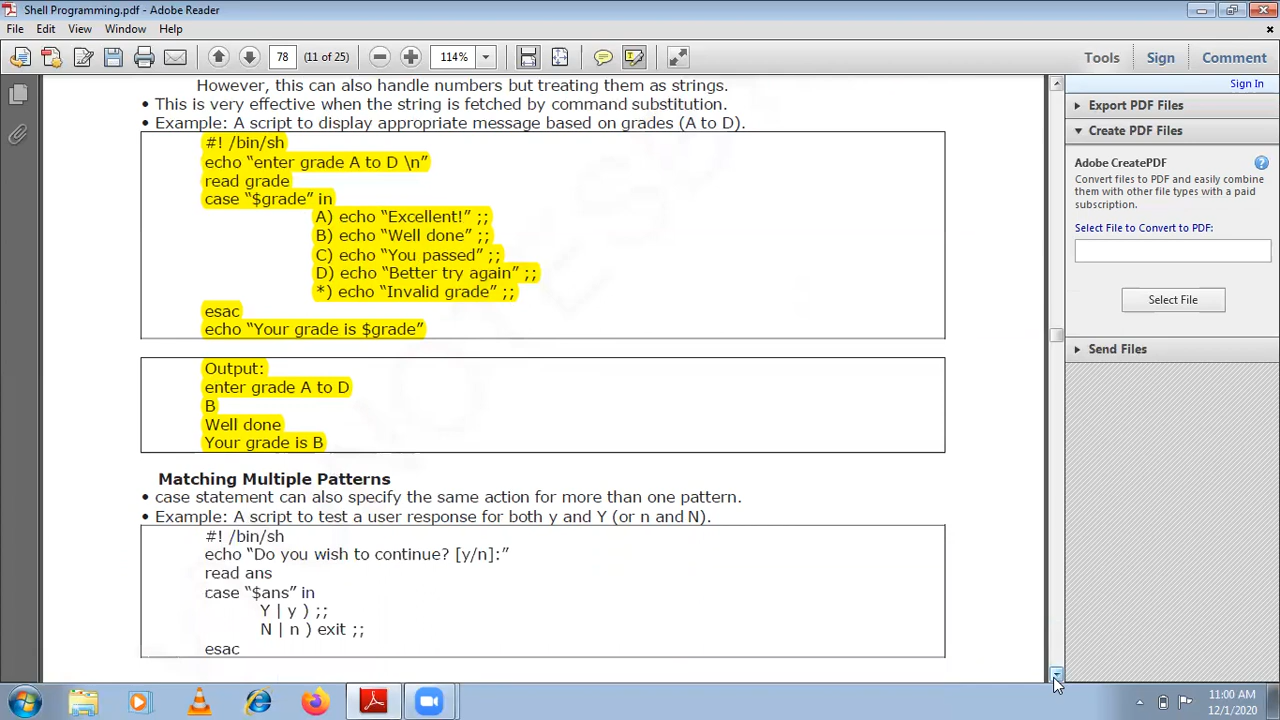 Shell Programming.pdf - Adobe Reader
File Edit View Window Help
78 (11 of 25) 114% Tools Sign Comment
However, this can also handle numbers but treating them as strings.
• This is very effective when the string is fetched by command substitution.
• Example: A script to display appropriate message based on grades (A to D).
#! /bin/sh
echo “enter grade A to D \n”
read grade
case “$grade” in
A) echo “Excellent!” ;;
B) echo “Well done” ;;
C) echo “You passed” ;;
D) echo “Better try again” ;;
*) echo “Invalid grade” ;;
esac
echo “Your grade is $grade”
Output:
enter grade A to D
B
Well done
Your grade is B
Matching Multiple Patterns
• case statement can also specify the same action for more than one pattern.
• Example: A script to test a user response for both y and Y (or n and N).
#! /bin/sh
echo “Do you wish to continue? [y/n]:”
read ans
case “$ans” in
Y | y ) ;;
N | n ) exit ;;
esac
Sign In
Export PDF Files
Create PDF Files
Adobe CreatePDF
Convert files to PDF and easily combine
them with other file types with a paid
subscription.
Select File to Convert to PDF:
Select File
Send Files
11:00 AM
12/1/2020